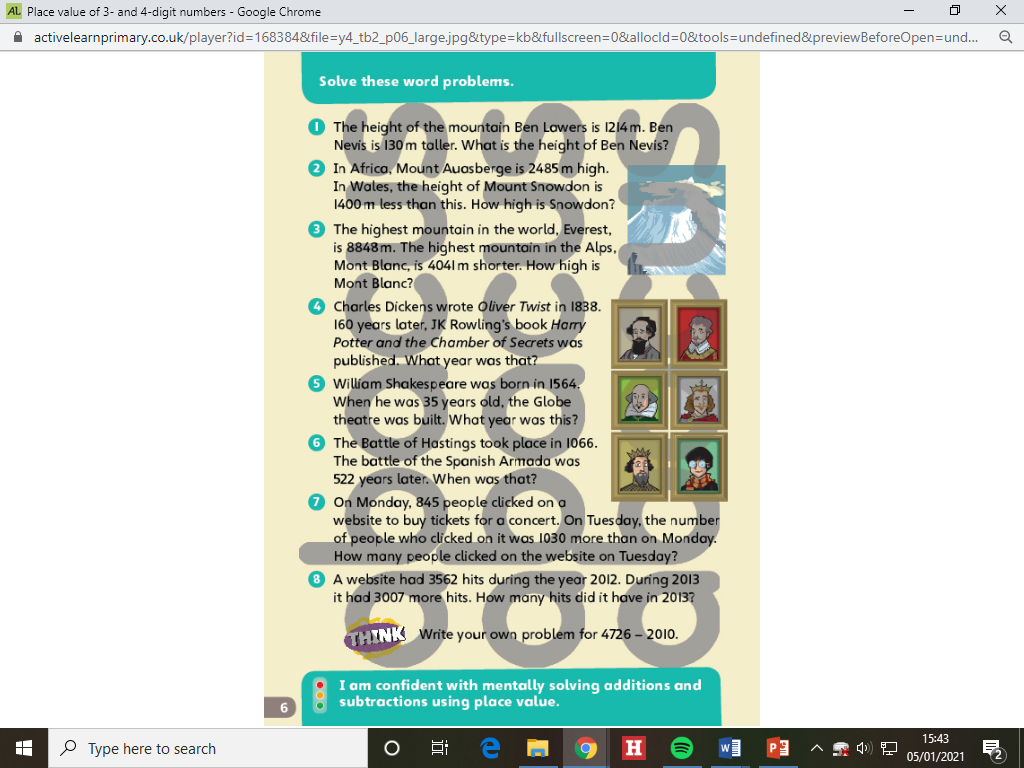 Place value of 3- and 4-digit numbers - Google Chrome
activelearnprimary.co.uk/player?id=168384&file=y4_tb2_p06_large.jpg&type=kb&fullscreen=0&allocId=0&tools=undefined&previewBeforeOpen=und...
Solve these word problems.
1 The height of the mountain Ben Lawers is 1214 m. Ben
Nevis is 130 m taller. What is the height of Ben Nevis?
2 In Africa, Mount Auasberge is 2485 m high.
In Wales, the height of Mount Snowdon is
1400 m less than this. How high is Snowdon?
3 The highest mountain in the world, Everest,
is 8848 m. The highest mountain in the Alps,
Mont Blanc, is 4041 m shorter. How high is
Mont Blanc?
4 Charles Dickens wrote Oliver Twist in 1838.
160 years later, JK Rowling's book Harry
Potter and the Chamber of Secrets was
published. What year was that?
5 William Shakespeare was born in 1564.
When he was 35 years old, the Globe
theatre was built. What year was this?
6 The Battle of Hastings took place in 1066.
The battle of the Spanish Armada was
522 years later. When was that?
7 On Monday, 845 people clicked on a
website to buy tickets for a concert. On Tuesday, the number
of people who clicked on it was 1030 more than on Monday.
How many people clicked on the website on Tuesday?
8 A website had 3562 hits during the year 2012. During 2013
it had 3007 more hits. How many hits did it have in 2013?
THINK Write your own problem for 4726 – 2010.
I am confident with mentally solving additions and
subtractions using place value.
6
Type here to search
15:43
05/01/2021
2